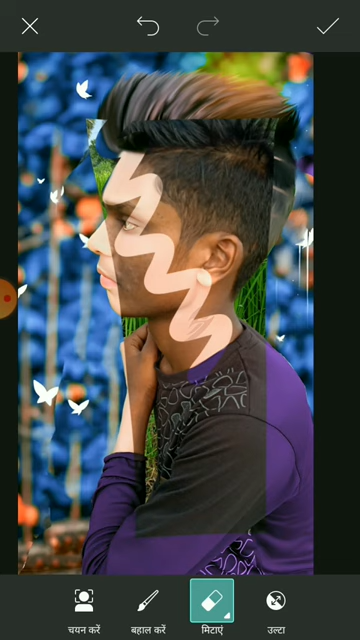 चयन करें
बहाल करें
मिटाएं
उल्टा